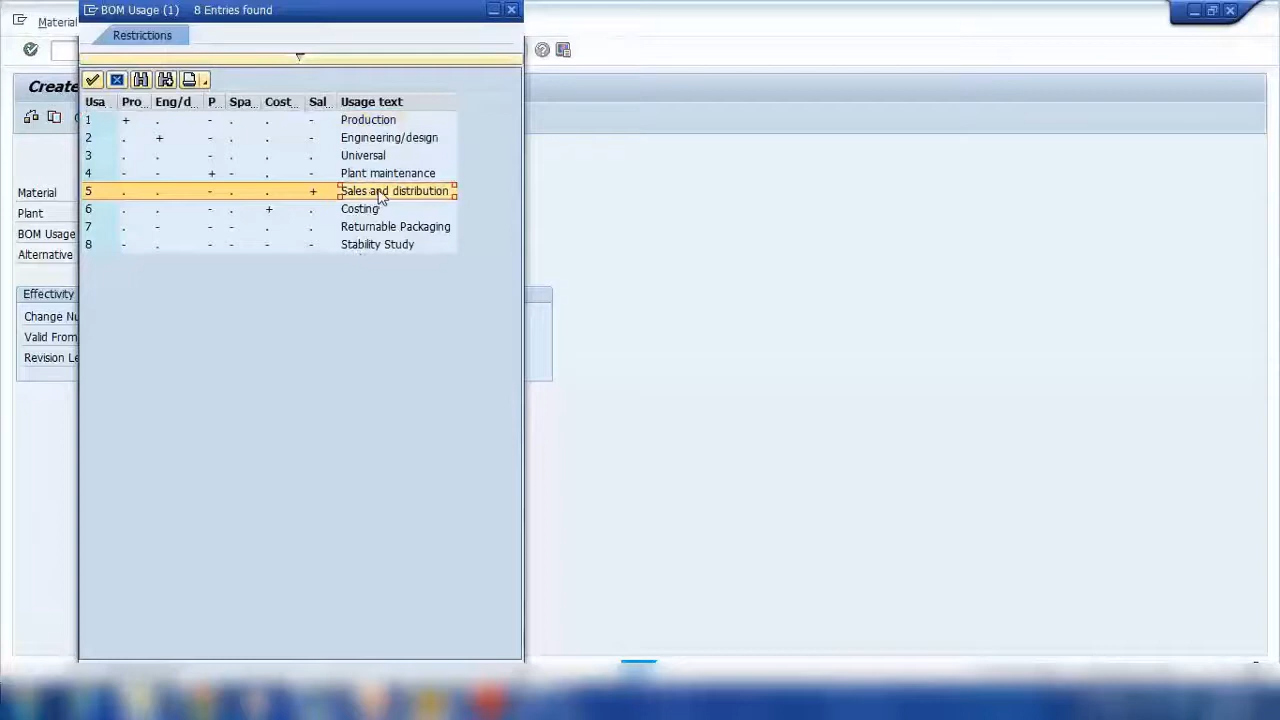 BOM Usage (1) 8 Entries found
Material
Restrictions
Create
Usa Pro... Eng/d... P Spa... Cost... Sal... Usage text
1 + . - . . - Production
2 . + - . . - Engineering/design
3 . . - . . . Universal
4 - - + - . - Plant maintenance
5 . . - . . + Sales and distribution
6 . . - . + . Costing
7 . - - - . . Returnable Packaging
8 - . - - - - Stability Study
Material
Plant
BOM Usage
Alternative
Effectivity
Change Nu
Valid From
Revision Le